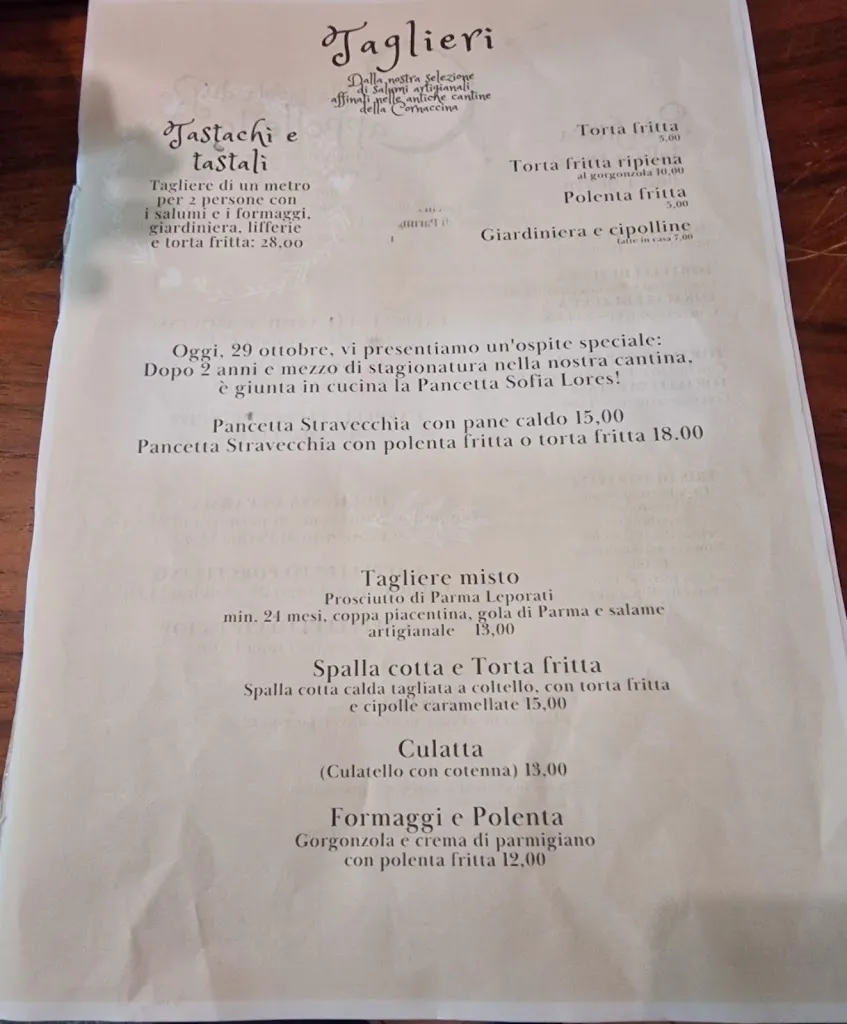 Taglieri
Dalla nostra selezione
di salumi artigianali
affinati nelle antiche cantine
della Cornaccina
Tastachi e
tastalì
Tagliere di un metro
per 2 persone con
i salumi e i formaggi,
giardiniera, lifferie
e torta fritta: 28,00
Torta fritta
5,00
Torta fritta ripiena
al gorgonzola 10,00
Polenta fritta
5,00
Giardiniera e cipolline
fatte in casa 7,00
Oggi, 29 ottobre, vi presentiamo un'ospite speciale:
Dopo 2 anni e mezzo di stagionatura nella nostra cantina,
è giunta in cucina la Pancetta Sofia Lores!
Pancetta Stravecchia con pane caldo 15,00
Pancetta Stravecchia con polenta fritta o torta fritta 18.00
Tagliere misto
Prosciutto di Parma Leporati
min. 24 mesi, coppa piacentina, gola di Parma e salame
artigianale 13,00
Spalla cotta e Torta fritta
Spalla cotta calda tagliata a coltello, con torta fritta
e cipolle caramellate 15,00
Culatta
(Culatello con cotenna) 13,00
Formaggi e Polenta
Gorgonzola e crema di parmigiano
con polenta fritta 12,00